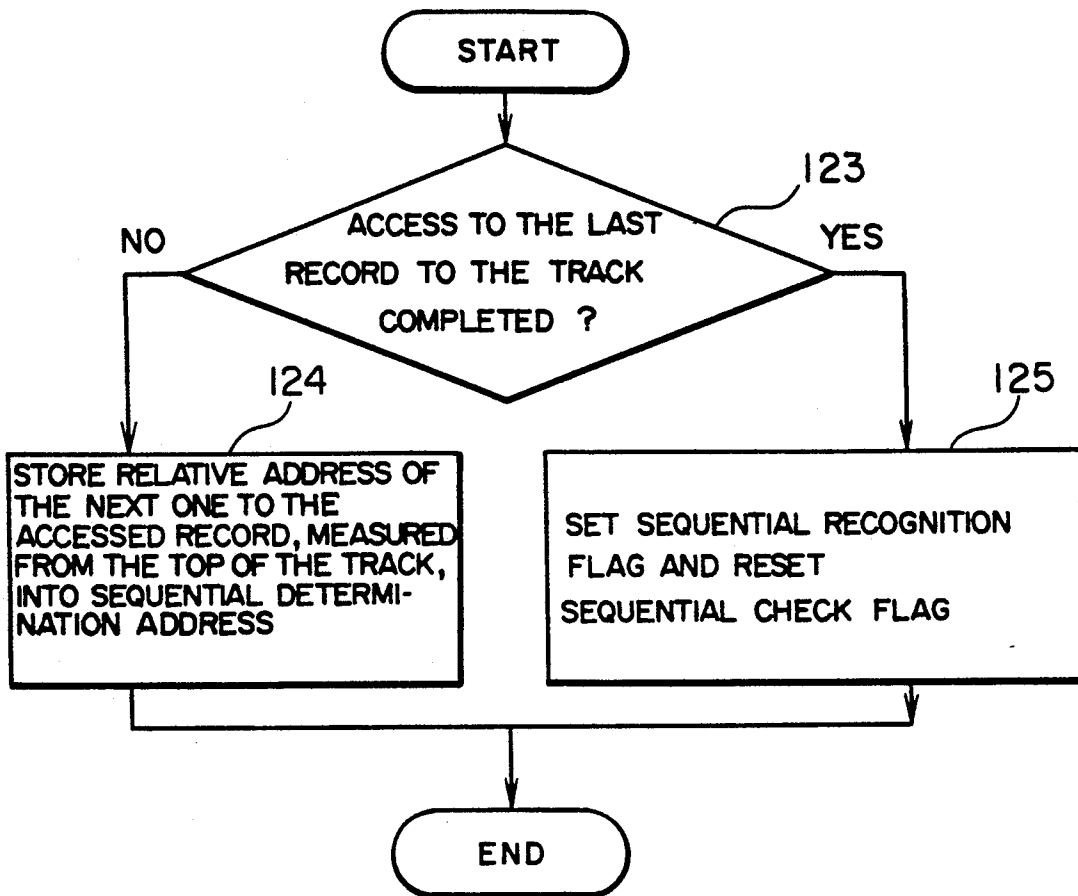 START
123
ACCESS TO THE LAST
RECORD TO THE TRACK
COMPLETED ?
NO
YES
124
STORE RELATIVE ADDRESS OF
THE NEXT ONE TO THE
ACCESSED RECORD, MEASURED
FROM THE TOP OF THE TRACK,
INTO SEQUENTIAL DETERMI-
NATION ADDRESS
125
SET SEQUENTIAL RECOGNITION
FLAG AND RESET
SEQUENTIAL CHECK FLAG
END